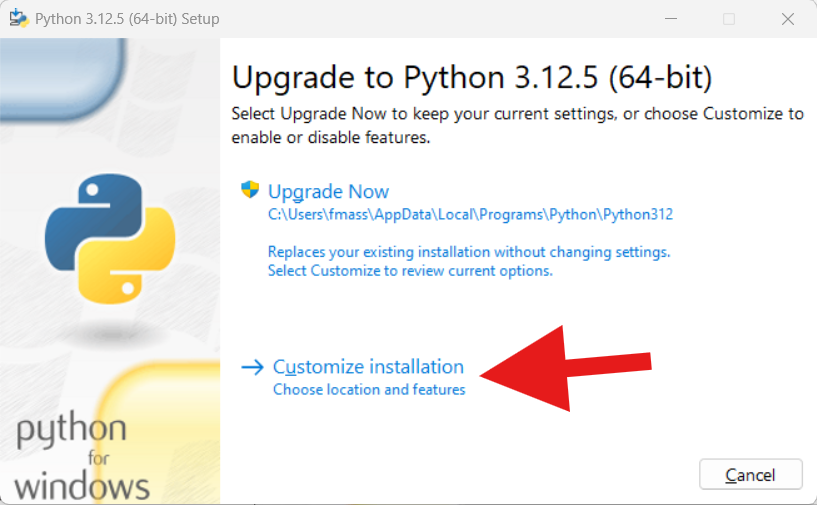 Python 3.12.5 (64-bit) Setup
Upgrade to Python 3.12.5 (64-bit)
Select Upgrade Now to keep your current settings, or choose Customize to
enable or disable features.
Upgrade Now
C:\Users\fmass\AppData\Local\Programs\Python\Python312
Replaces your existing installation without changing settings.
Select Customize to review current options.
Customize installation
Choose location and features
python
for
windows
Cancel